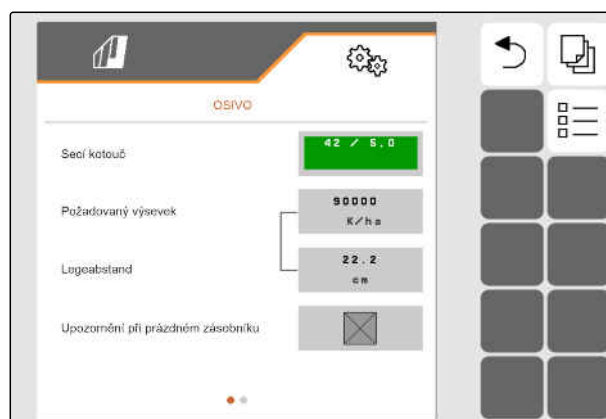 OSIVO
Secí kotouč
42 / 5,0
Požadovaný výsevek
90000
K/ha
Legeabstand
22.2
cm
Upozornění při prázdném zásobníku